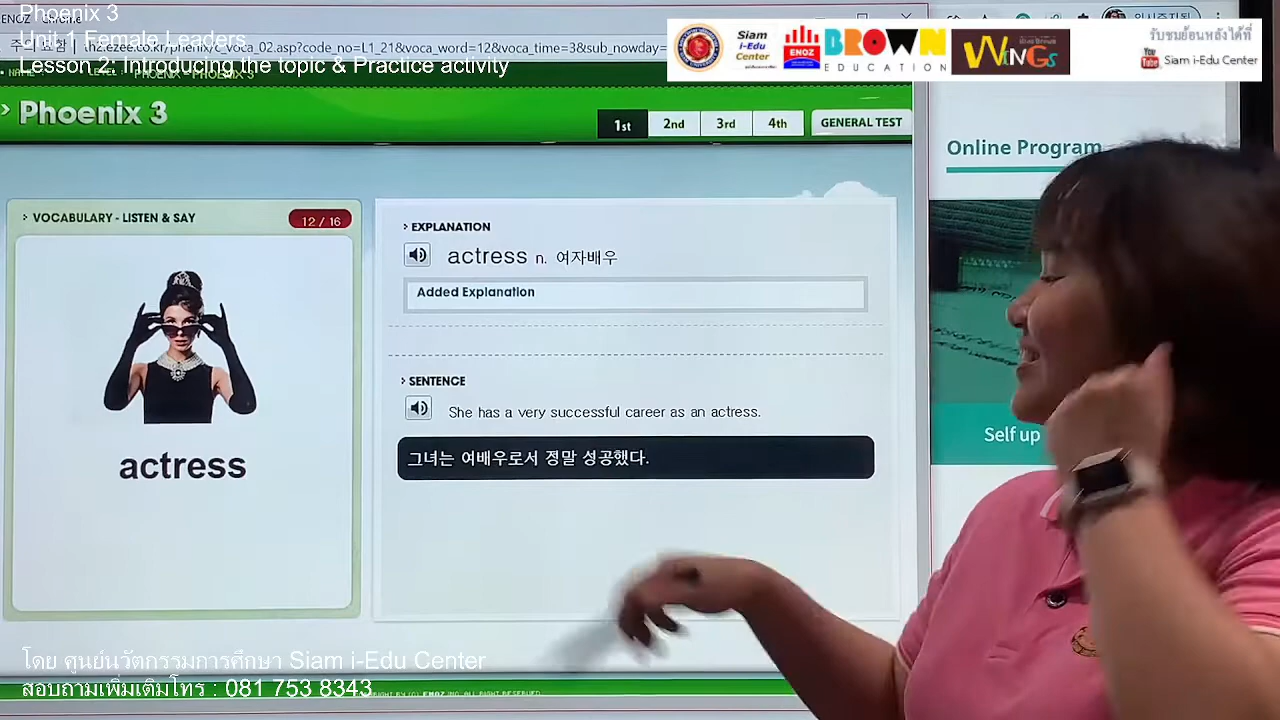 Phoenix 3
Unit 1 Female Leaders
Lesson 1: Introducing the topic & Practice activity
Siam
i-Edu
Center
ENOZ
BROWN
EDUCATION
WiNGs
รับชมย้อนหลังได้ที่
You
Tube
Siam i-Edu Center
Phoenix 3
1st
2nd
3rd
4th
GENERAL TEST
Online Program
VOCABULARY - LISTEN & SAY
12 / 16
EXPLANATION
actress n. 여자배우
Added Explanation
SENTENCE
She has a very successful career as an actress.
그녀는 여배우로서 정말 성공했다.
actress
Self up
โดย ศูนย์นวัตกรรมการศึกษา Siam i-Edu Center
สอบถามเพิ่มเติมโทร : 081 753 8343